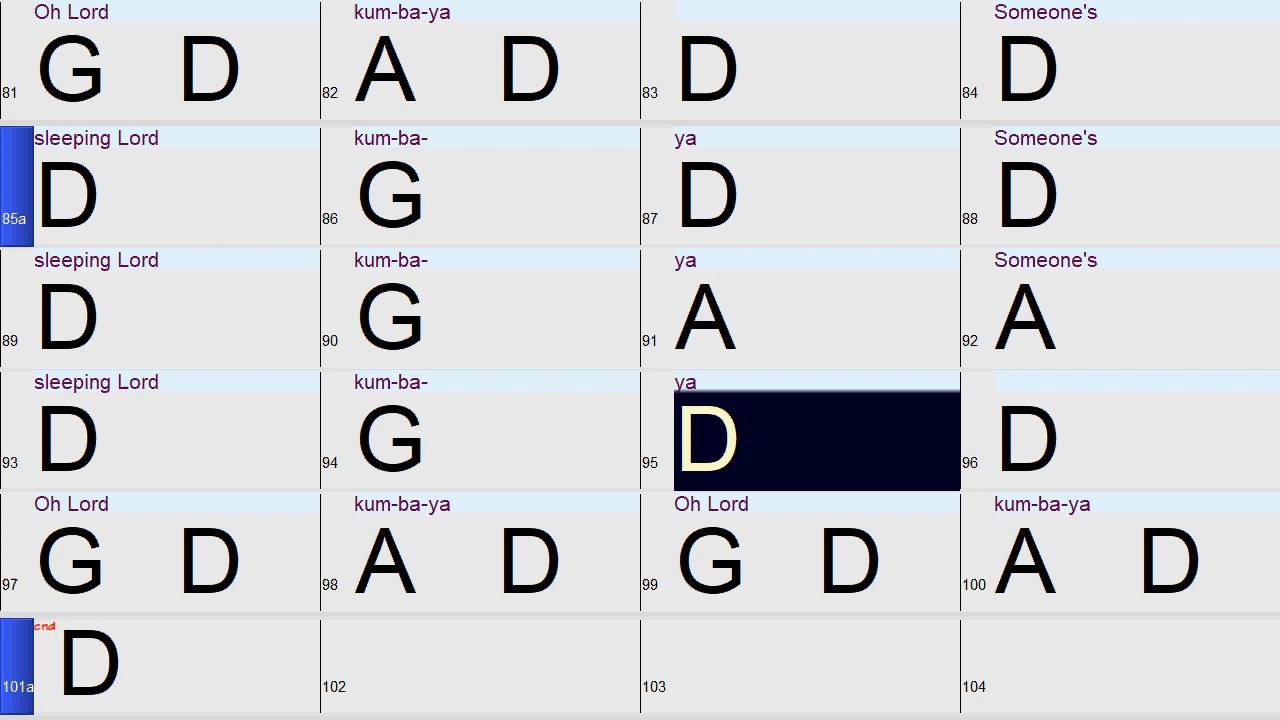 Oh Lord kum-ba-ya Someone's
81 G D 82 A D 83 D 84 D
sleeping Lord kum-ba- ya Someone's
85a D 86 G 87 D 88 D
sleeping Lord kum-ba- ya Someone's
89 D 90 G 91 A 92 A
sleeping Lord kum-ba- ya
93 D 94 G 95 D 96 D
Oh Lord kum-ba-ya Oh Lord kum-ba-ya
97 G D 98 A D 99 G D 100 A D
end
101a D 102 103 104